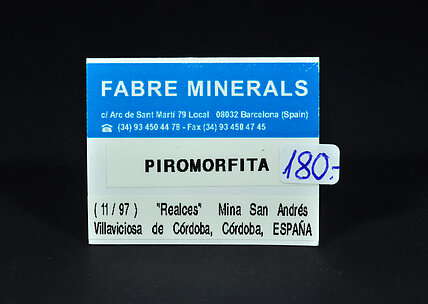 FABRE MINERALS
c/ Arc de Sant Martí 79 Local 08032 Barcelona (Spain)
☎ (34) 93 450 44 78 - Fax (34) 93 450 47 45
PIROMORFITA
180.-
( 11 / 97 ) "Realces" Mina San Andrés
Villaviciosa de Córdoba, Córdoba, ESPAÑA